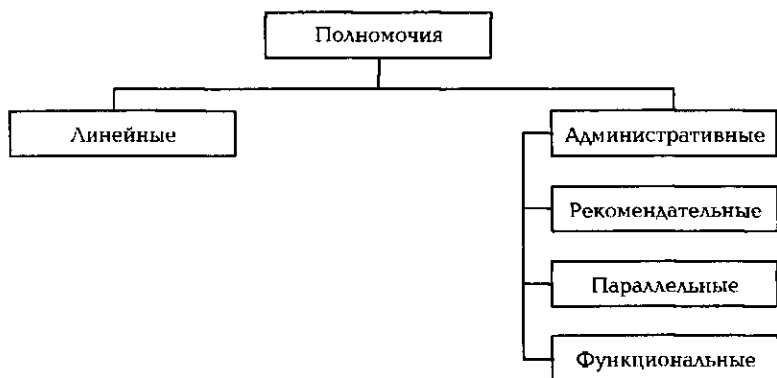 Полномочия
Линейные
Административные
Рекомендательные
Параллельные
Функциональные